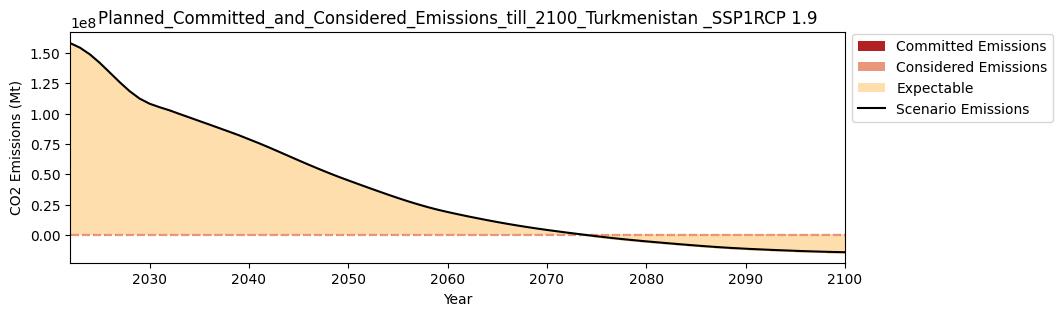 Planned_Committed_and_Considered_Emissions_till_2100_Turkmenistan _SSP1RCP 1.9
1e8
1.50
1.25
1.00
0.75
0.50
0.25
0.00
CO2 Emissions (Mt)
2030
2040
2050
2060
2070
2080
2090
2100
Year
Committed Emissions
Considered Emissions
Expectable
Scenario Emissions